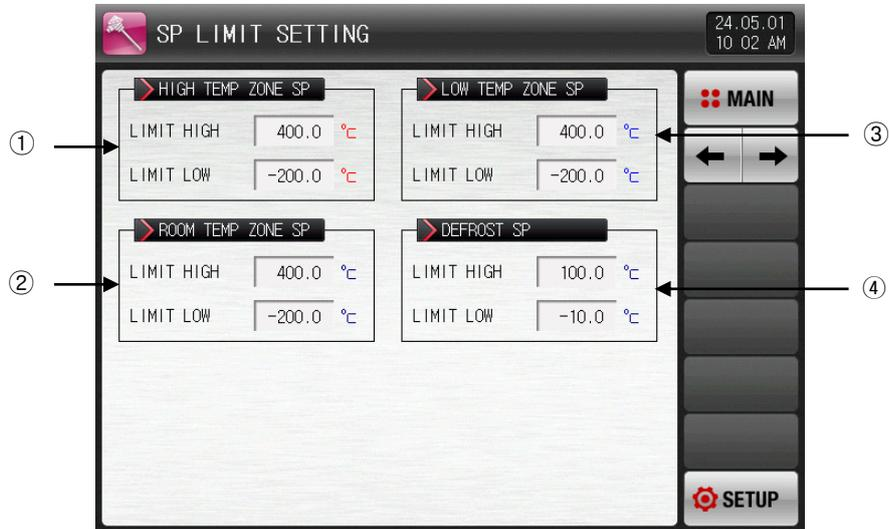 SP LIMIT SETTING
24.05.01
10 02 AM
HIGH TEMP ZONE SP
LIMIT HIGH 400.0 ℃
LIMIT LOW -200.0 ℃
LOW TEMP ZONE SP
LIMIT HIGH 400.0 ℃
LIMIT LOW -200.0 ℃
ROOM TEMP ZONE SP
LIMIT HIGH 400.0 ℃
LIMIT LOW -200.0 ℃
DEFROST SP
LIMIT HIGH 100.0 ℃
LIMIT LOW -10.0 ℃
MAIN
SETUP
①
②
③
④